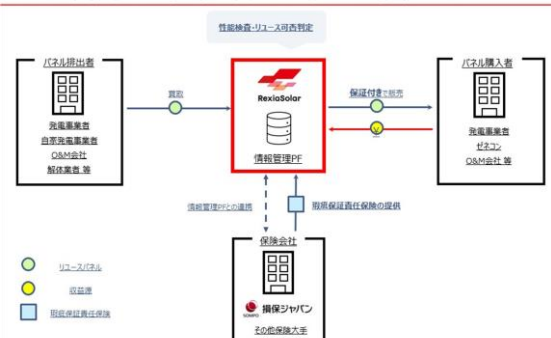 性能検査・リユース可否判定
パネル排出者
発電事業者
自家発電事業者
O&M会社
解体業者 等
買取
RexiaSolar
情報管理PF
保証付きで販売
¥
パネル購入者
発電事業者
ゼネコン
O&M会社 等
情報管理PFとの連携
瑕疵保証責任保険の提供
保険会社
SOMPO
損保ジャパン
その他保険大手
リユースパネル
収益源
瑕疵保証責任保険